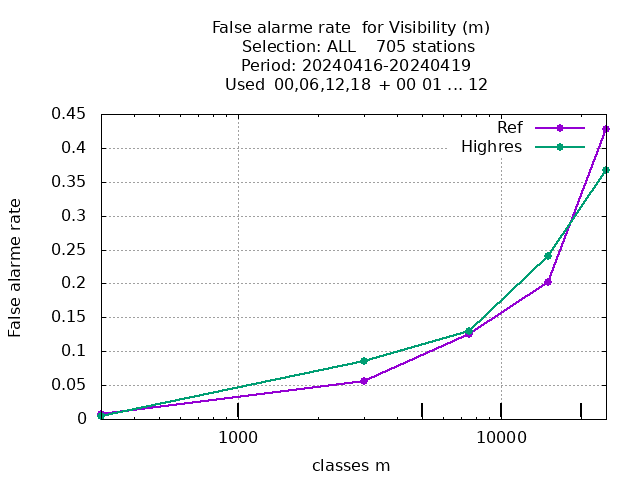 False alarme rate  for Visibility (m)
Selection: ALL    705 stations
Period: 20240416-20240419
Used  00,06,12,18 + 00 01 ... 12
Ref
Highres
0.45
0.4
0.35
0.3
0.25
0.2
0.15
0.1
0.05
0
False alarme rate
1000
10000
classes m